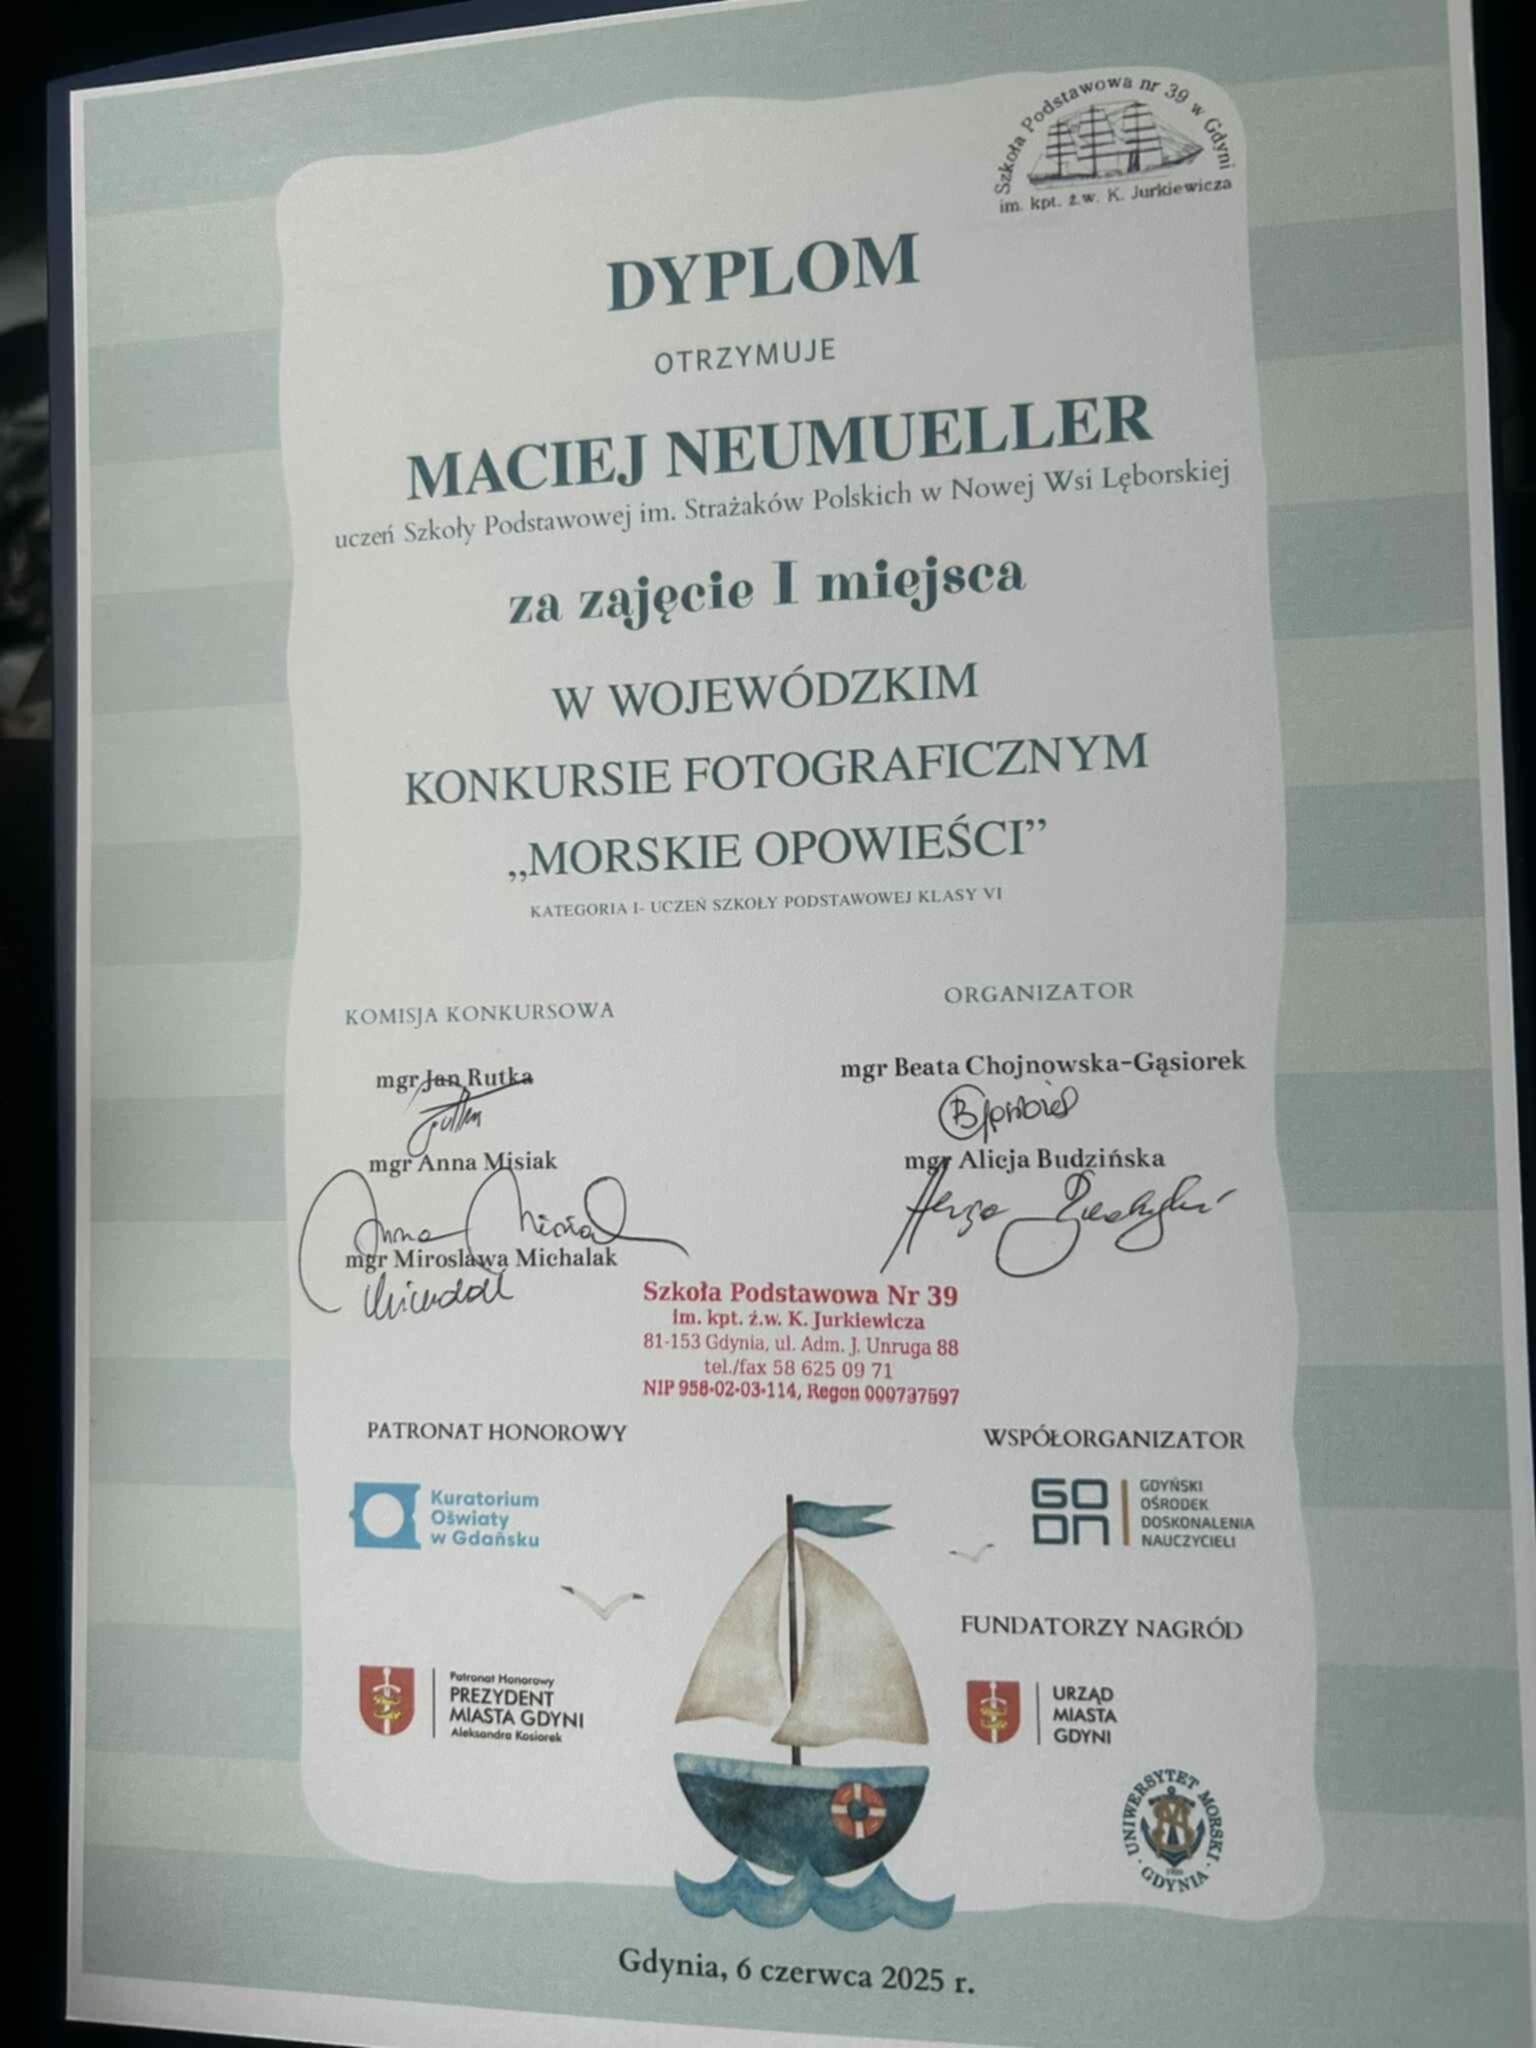 Szkoła Podstawowa nr 39 w Gdyni
im. kpt. ż.w. K. Jurkiewicza
DYPLOM
OTRZYMUJE
MACIEJ NEUMUELLER
uczeń Szkoły Podstawowej im. Strażaków Polskich w Nowej Wsi Lęborskiej
za zajęcie I miejsca
W WOJEWÓDZKIM
KONKURSIE FOTOGRAFICZNYM
„MORSKIE OPOWIEŚCI”
KATEGORIA I- UCZEŃ SZKOŁY PODSTAWOWEJ KLASY VI
KOMISJA KONKURSOWA
mgr Jan Rutka
mgr Anna Misiak
Anna Misiak
mgr Mirosława Michalak
ORGANIZATOR
mgr Beata Chojnowska-Gąsiorek
mgr Alicja Budzińska
Szkoła Podstawowa Nr 39
im. kpt. ż.w. K. Jurkiewicza
81-153 Gdynia, ul. Adm. J. Unruga 88
tel./fax 58 625 09 71
NIP 958-02-03-114, Regon 000737597
PATRONAT HONOROWY
Kuratorium
Oświaty
w Gdańsku
Patronat Honorowy
PREZYDENT
MIASTA GDYNI
Aleksandra Kosiorek
WSPÓŁORGANIZATOR
GODN
GDYŃSKI
OŚRODEK
DOSKONALENIA
NAUCZYCIELI
FUNDATORZY NAGRÓD
URZĄD
MIASTA
GDYNI
UNIWERSYTET MORSKI
GDYNIA
1920
Gdynia, 6 czerwca 2025 r.